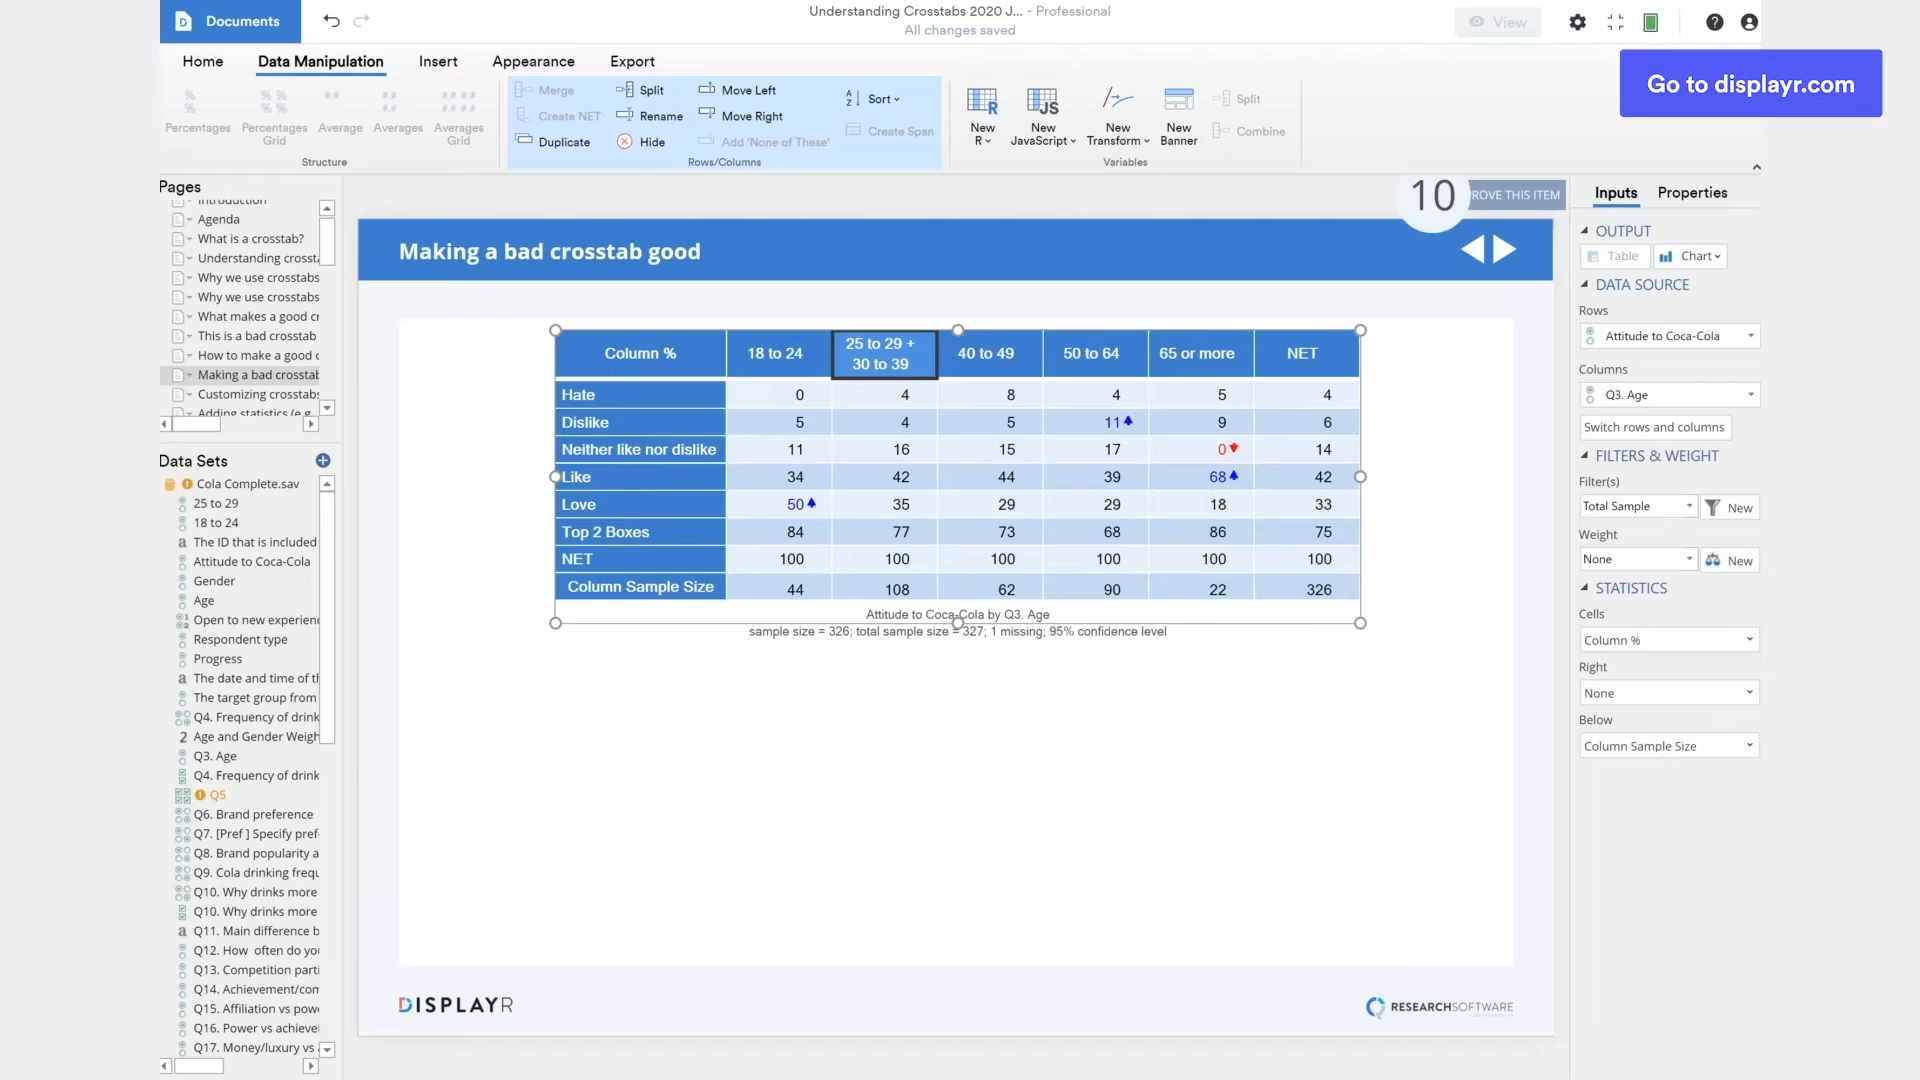 Documents
Understanding Crosstabs 2020 J... - Professional
All changes saved
View
Go to displayr.com
Home
Data Manipulation
Insert
Appearance
Export
Percentages
Percentages Grid
Average
Averages
Averages Grid
Structure
Merge
Create NET
Duplicate
Split
Rename
Hide
Move Left
Move Right
Add 'None of These'
Sort
Create Span
Rows/Columns
New R
New JavaScript
New Transform
New Banner
Split
Combine
Variables
Pages
Introduction
Agenda
What is a crosstab?
Understanding crossta
Why we use crosstabs
Why we use crosstabs
What makes a good cr
This is a bad crosstab
How to make a good c
Making a bad crosstab
Customizing crosstabs
Adding statistics (e.g.
Data Sets
Cola Complete.sav
25 to 29
18 to 24
The ID that is included
Attitude to Coca-Cola
Gender
Age
Open to new experienc
Respondent type
Progress
The date and time of th
The target group from
Q4. Frequency of drink
2 Age and Gender Weigh
Q3. Age
Q4. Frequency of drink
Q5
Q6. Brand preference
Q7. [Pref ] Specify pref
Q8. Brand popularity a
Q9. Cola drinking frequ
Q10. Why drinks more
Q10. Why drinks more
Q11. Main difference b
Q12. How often do you
Q13. Competition parti
Q14. Achievement/com
Q15. Affiliation vs powe
Q16. Power vs achieve
Q17. Money/luxury vs
10
ROVE THIS ITEM
Making a bad crosstab good
Column % 18 to 24 25 to 29 + 30 to 39 40 to 49 50 to 64 65 or more NET
Hate 0 4 8 4 5 4
Dislike 5 4 5 11 9 6
Neither like nor dislike 11 16 15 17 0 14
Like 34 42 44 39 68 42
Love 50 35 29 29 18 33
Top 2 Boxes 84 77 73 68 86 75
NET 100 100 100 100 100 100
Column Sample Size 44 108 62 90 22 326
Attitude to Coca-Cola by Q3. Age
sample size = 326; total sample size = 327; 1 missing; 95% confidence level
DISPLAYR
RESEARCHSOFTWARE
Inputs
Properties
OUTPUT
Table
Chart
DATA SOURCE
Rows
Attitude to Coca-Cola
Columns
Q3. Age
Switch rows and columns
FILTERS & WEIGHT
Filter(s)
Total Sample
New
Weight
None
New
STATISTICS
Cells
Column %
Right
None
Below
Column Sample Size